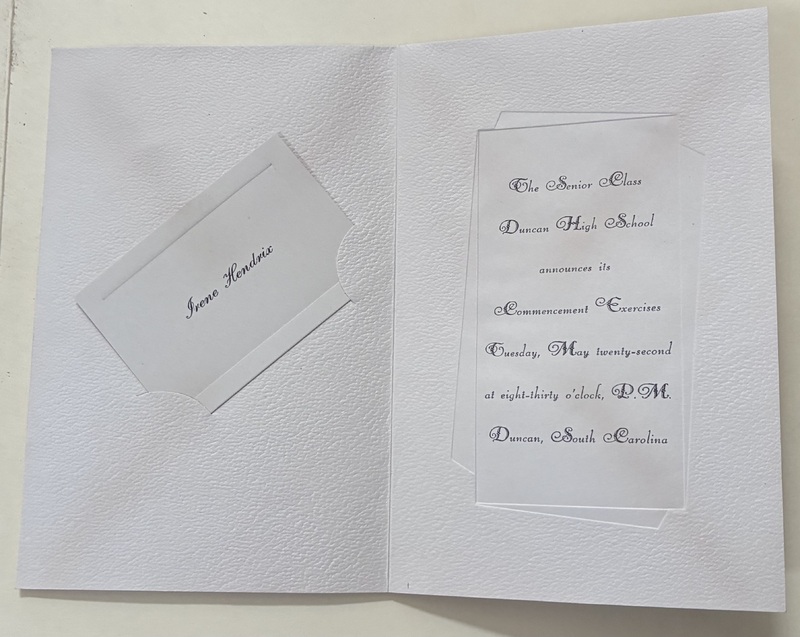 Irene Hendrix
The Senior Class
Duncan High School
announces its
Commencement Exercises
Tuesday, May twenty-second
at eight-thirty o'clock, P.M.
Duncan, South Carolina